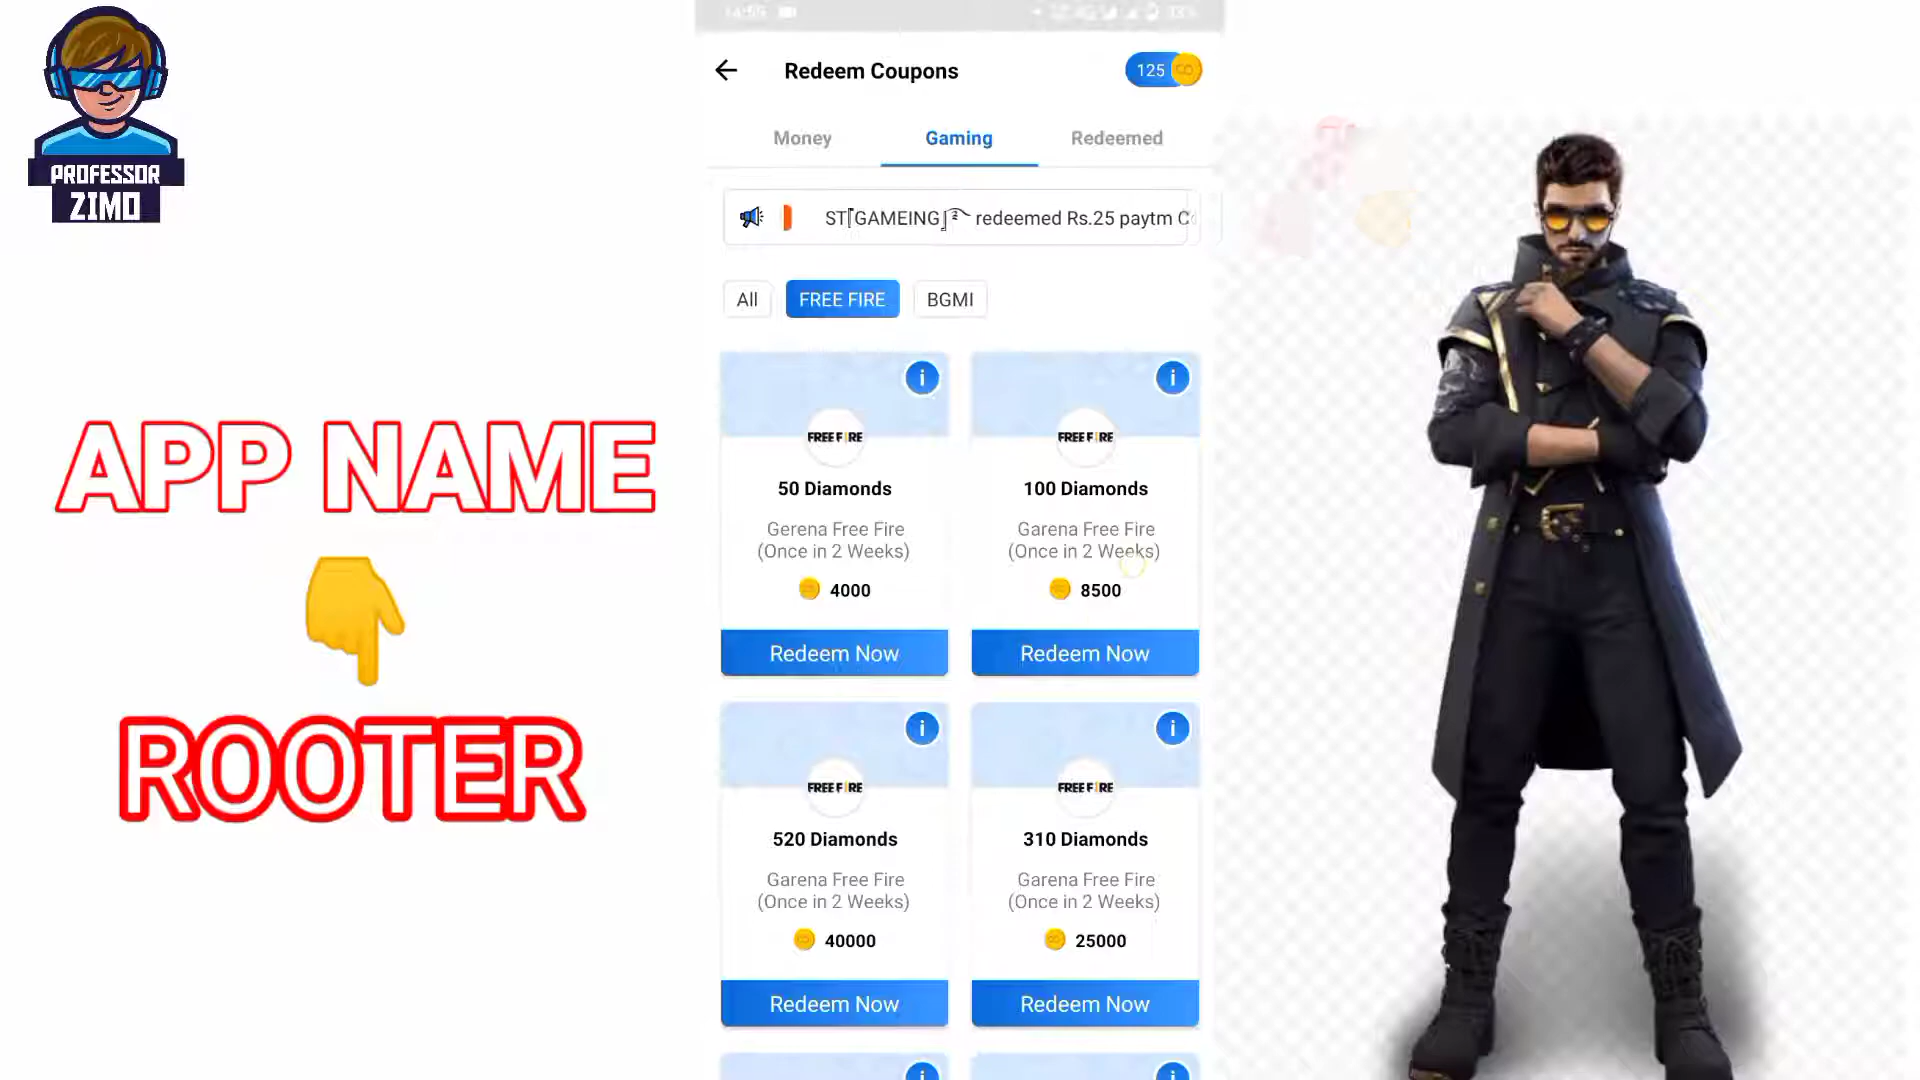 PROFESSOR
ZIMO
APP NAME
ROOTER
Redeem Coupons
125
Money
Gaming
Redeemed
ST⎡GAMEING⎦ redeemed Rs.25 paytm
All
FREE FIRE
BGMI
i
i
FREE FIRE
FREE FIRE
50 Diamonds
100 Diamonds
Gerena Free Fire
(Once in 2 Weeks)
Garena Free Fire
(Once in 2 Weeks)
4000
8500
Redeem Now
Redeem Now
i
i
FREE FIRE
FREE FIRE
520 Diamonds
310 Diamonds
Garena Free Fire
(Once in 2 Weeks)
Garena Free Fire
(Once in 2 Weeks)
40000
25000
Redeem Now
Redeem Now